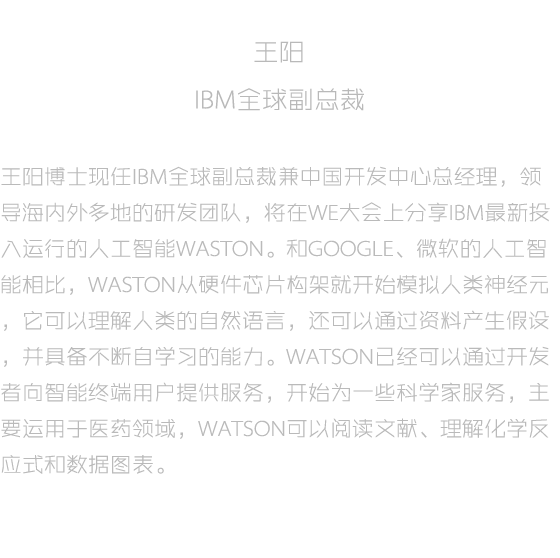 王阳
IBM全球副总裁
王阳博士现任IBM全球副总裁兼中国开发中心总经理，领
导海内外多地的研发团队，将在WE大会上分享IBM最新投
入运行的人工智能WASTON。和GOOGLE、微软的人工智
能相比，WASTON从硬件芯片构架就开始模拟人类神经元
，它可以理解人类的自然语言，还可以通过资料产生假设
，并具备不断自学习的能力。WATSON已经可以通过开发
者向智能终端用户提供服务，开始为一些科学家服务，主
要运用于医药领域，WATSON可以阅读文献、理解化学反
应式和数据图表。